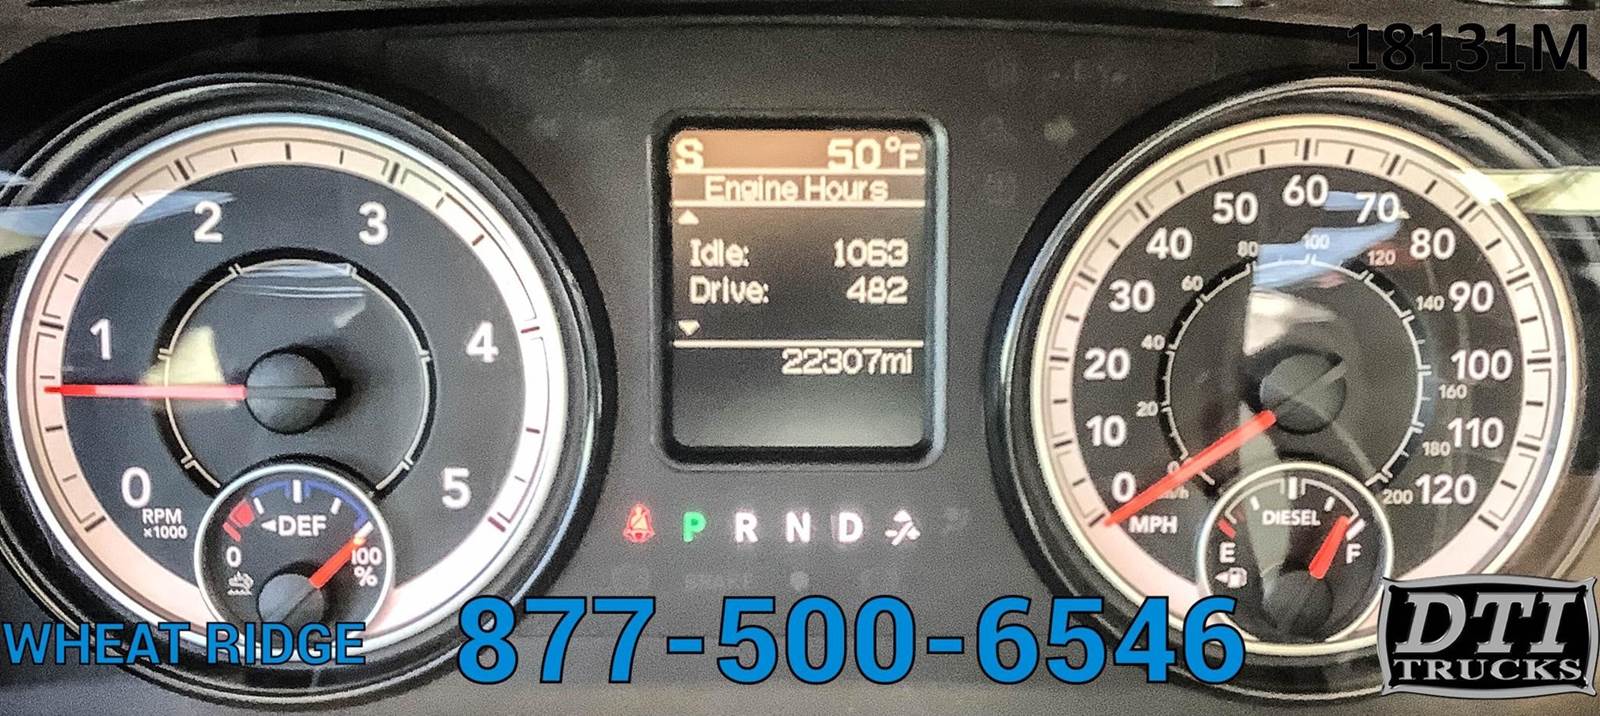 18131M
S 50°F
Engine Hours
Idle: 1063
Drive: 482
22307mi
0 1 2 3 4 5
RPM
x1000
DEF
0 100
%
0 10 20 30 40 50 60 70 80 90 100 110 120
0 20 40 60 80 100 120 140 160 180 200
MPH
DIESEL
E F
P R N D
WHEAT RIDGE
877-500-6546
DTI
TRUCKS